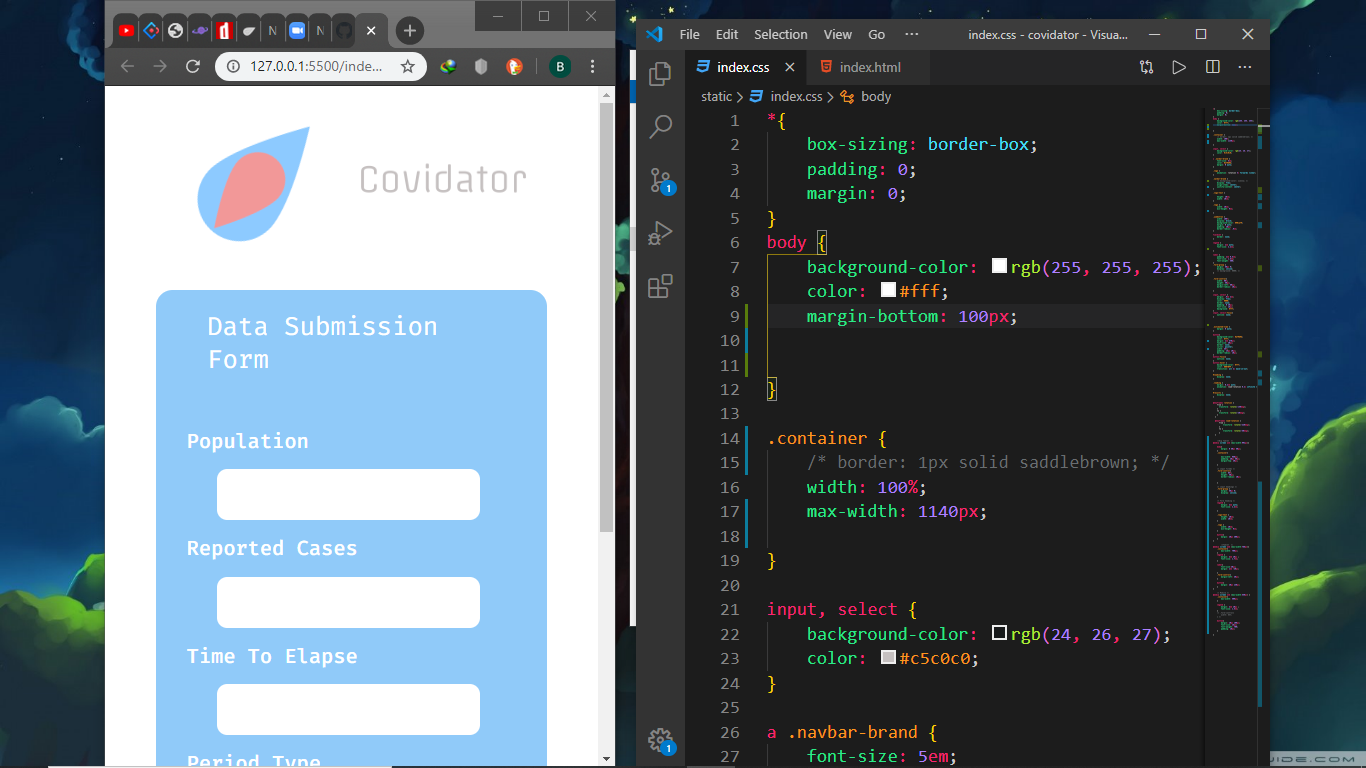 127.0.0.1:5500/inde...
B
Covidator
Data Submission
Form
Population
Reported Cases
Time To Elapse
Period Type
File Edit Selection View Go ··· index.css - covidator - Visua...
index.css index.html
static > index.css > body
1 *{
2 box-sizing: border-box;
3 padding: 0;
4 margin: 0;
5 }
6 body {
7 background-color: rgb(255, 255, 255);
8 color: #fff;
9 margin-bottom: 100px;
10
11
12 }
13
14 .container {
15 /* border: 1px solid saddlebrown; */
16 width: 100%;
17 max-width: 1140px;
18
19 }
20
21 input, select {
22 background-color: rgb(24, 26, 27);
23 color: #c5c0c0;
24 }
25
26 a .navbar-brand {
27 font-size: 5em;
1
1
UIDE.COM